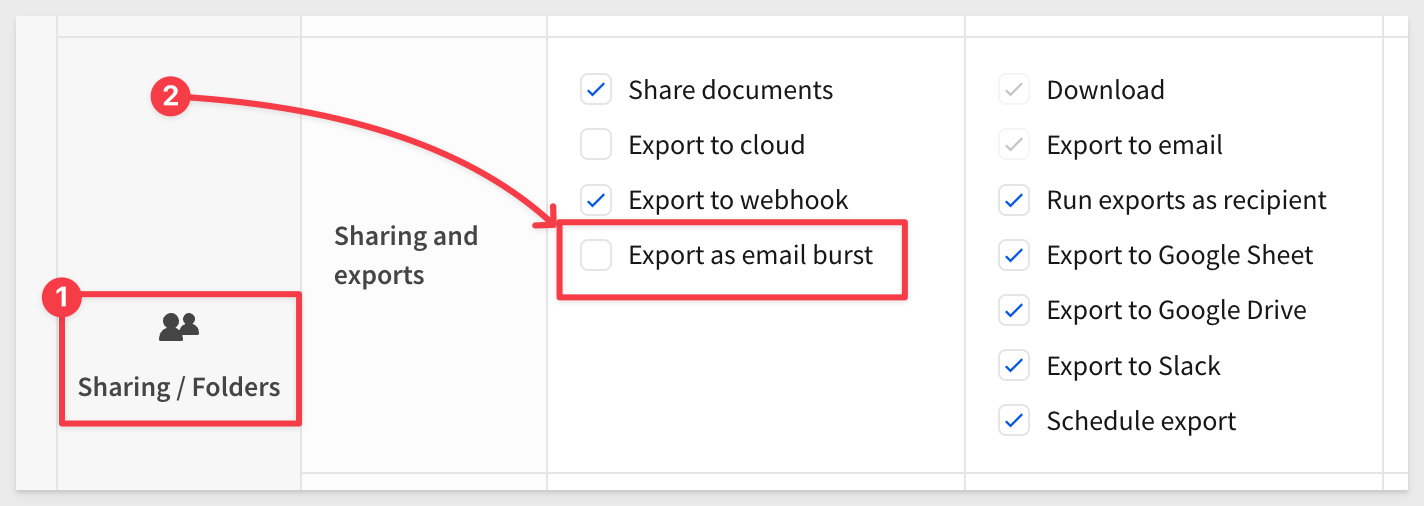 2
1
Sharing / Folders
Sharing and
exports
Share documents
Export to cloud
Export to webhook
Export as email burst
Download
Export to email
Run exports as recipient
Export to Google Sheet
Export to Google Drive
Export to Slack
Schedule export